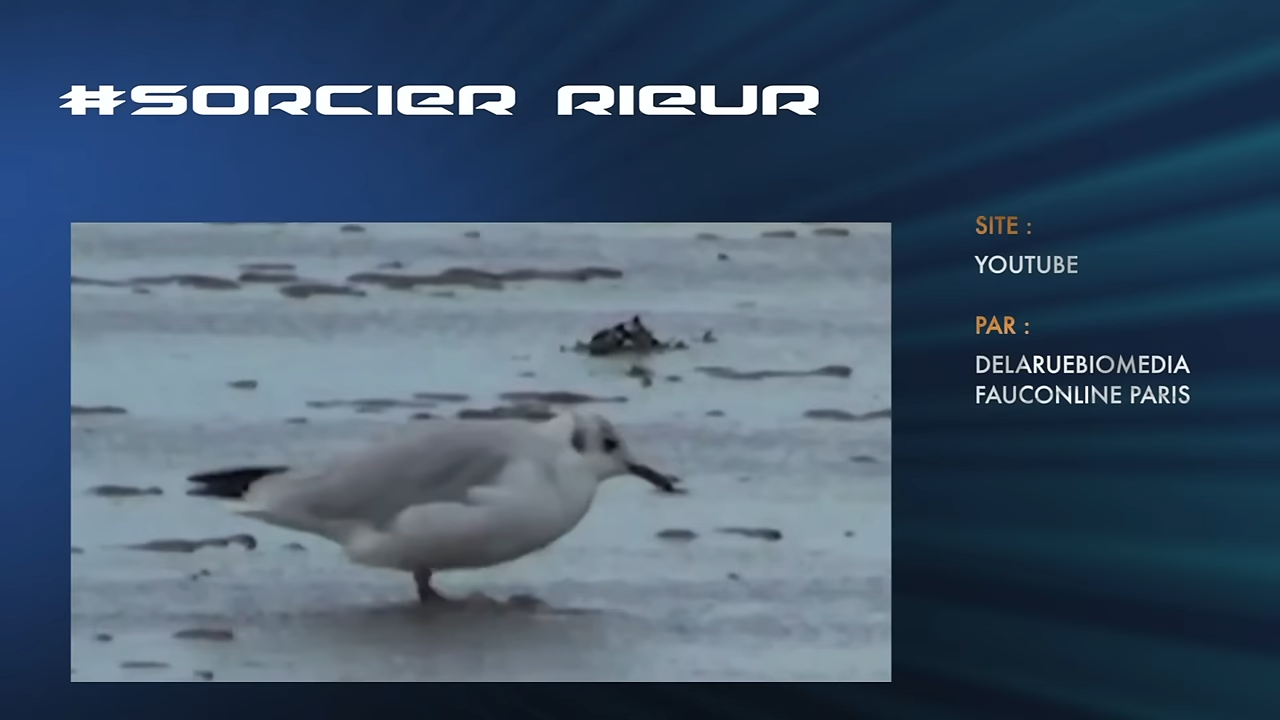 #SORCIER RIEUR
SITE :
YOUTUBE
PAR :
DELARUEBIOMEDIA
FAUCONLINE PARIS